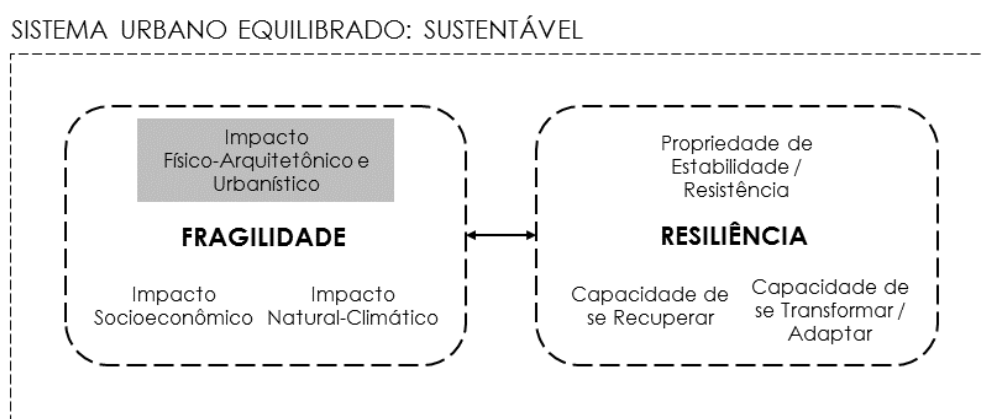 SISTEMA URBANO EQUILIBRADO: SUSTENTÁVEL
Impacto
Físico-Arquitetônico e
Urbanístico
FRAGILIDADE
Impacto
Socioeconômico
Impacto
Natural-Climático
Propriedade de
Estabilidade /
Resistência
RESILIÊNCIA
Capacidade de
se Recuperar
Capacidade de
se Transformar /
Adaptar